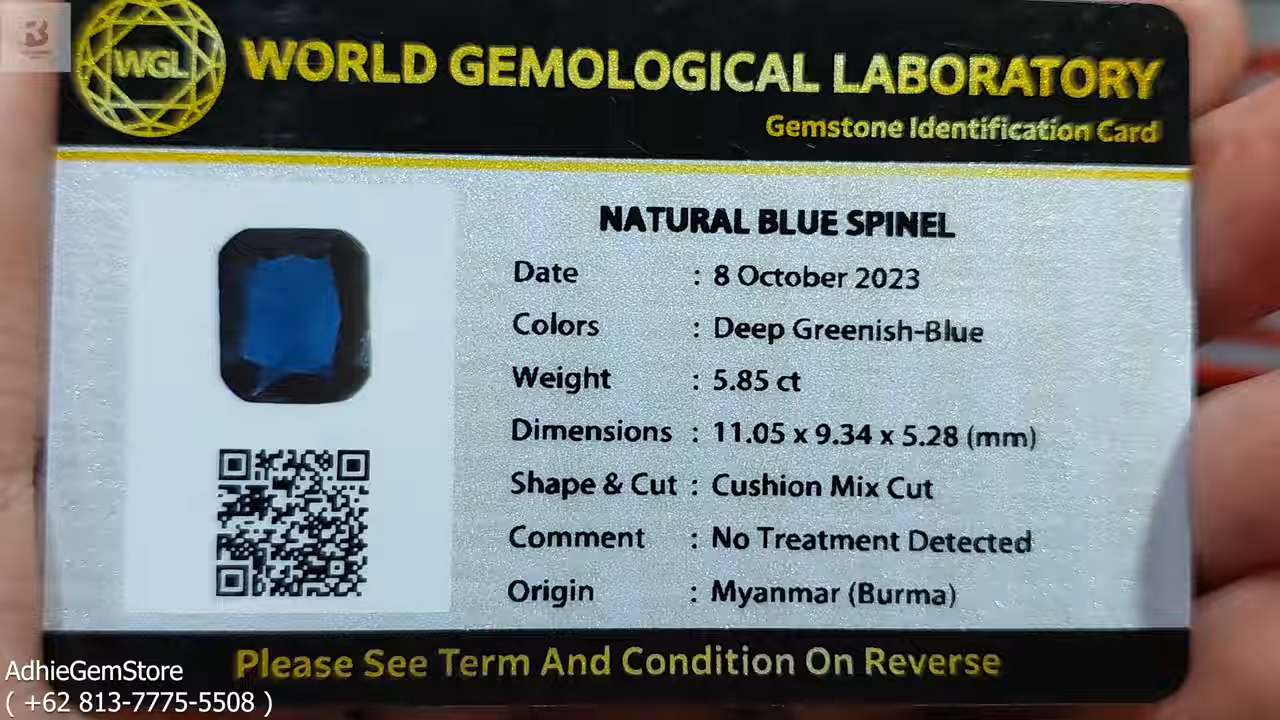 WGL
WORLD GEMOLOGICAL LABORATORY
Gemstone Identification Card
NATURAL BLUE SPINEL
Date : 8 October 2023
Colors : Deep Greenish-Blue
Weight : 5.85 ct
Dimensions : 11.05 x 9.34 x 5.28 (mm)
Shape & Cut : Cushion Mix Cut
Comment : No Treatment Detected
Origin : Myanmar (Burma)
Please See Term And Condition On Reverse
AdhieGemStore
( +62 813-7775-5508 )